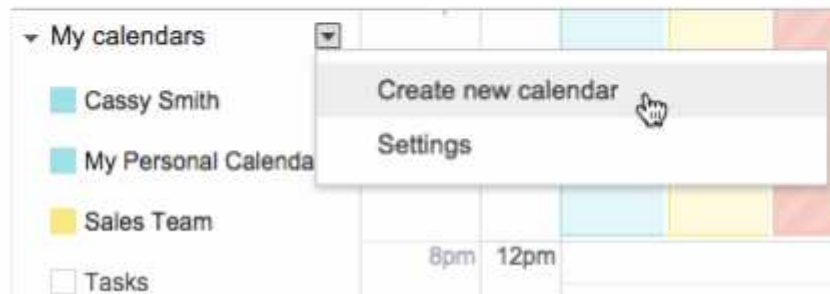 My calendars
Create new calendar
Cassy Smith
Settings
My Personal Calenda
Sales Team
8pm 12pm
Tasks